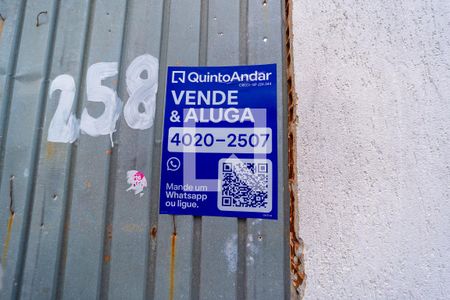 258
QuintoAndar
VENDE
& ALUGA
4020-2507
Mande um
Whatsapp
ou ligue.